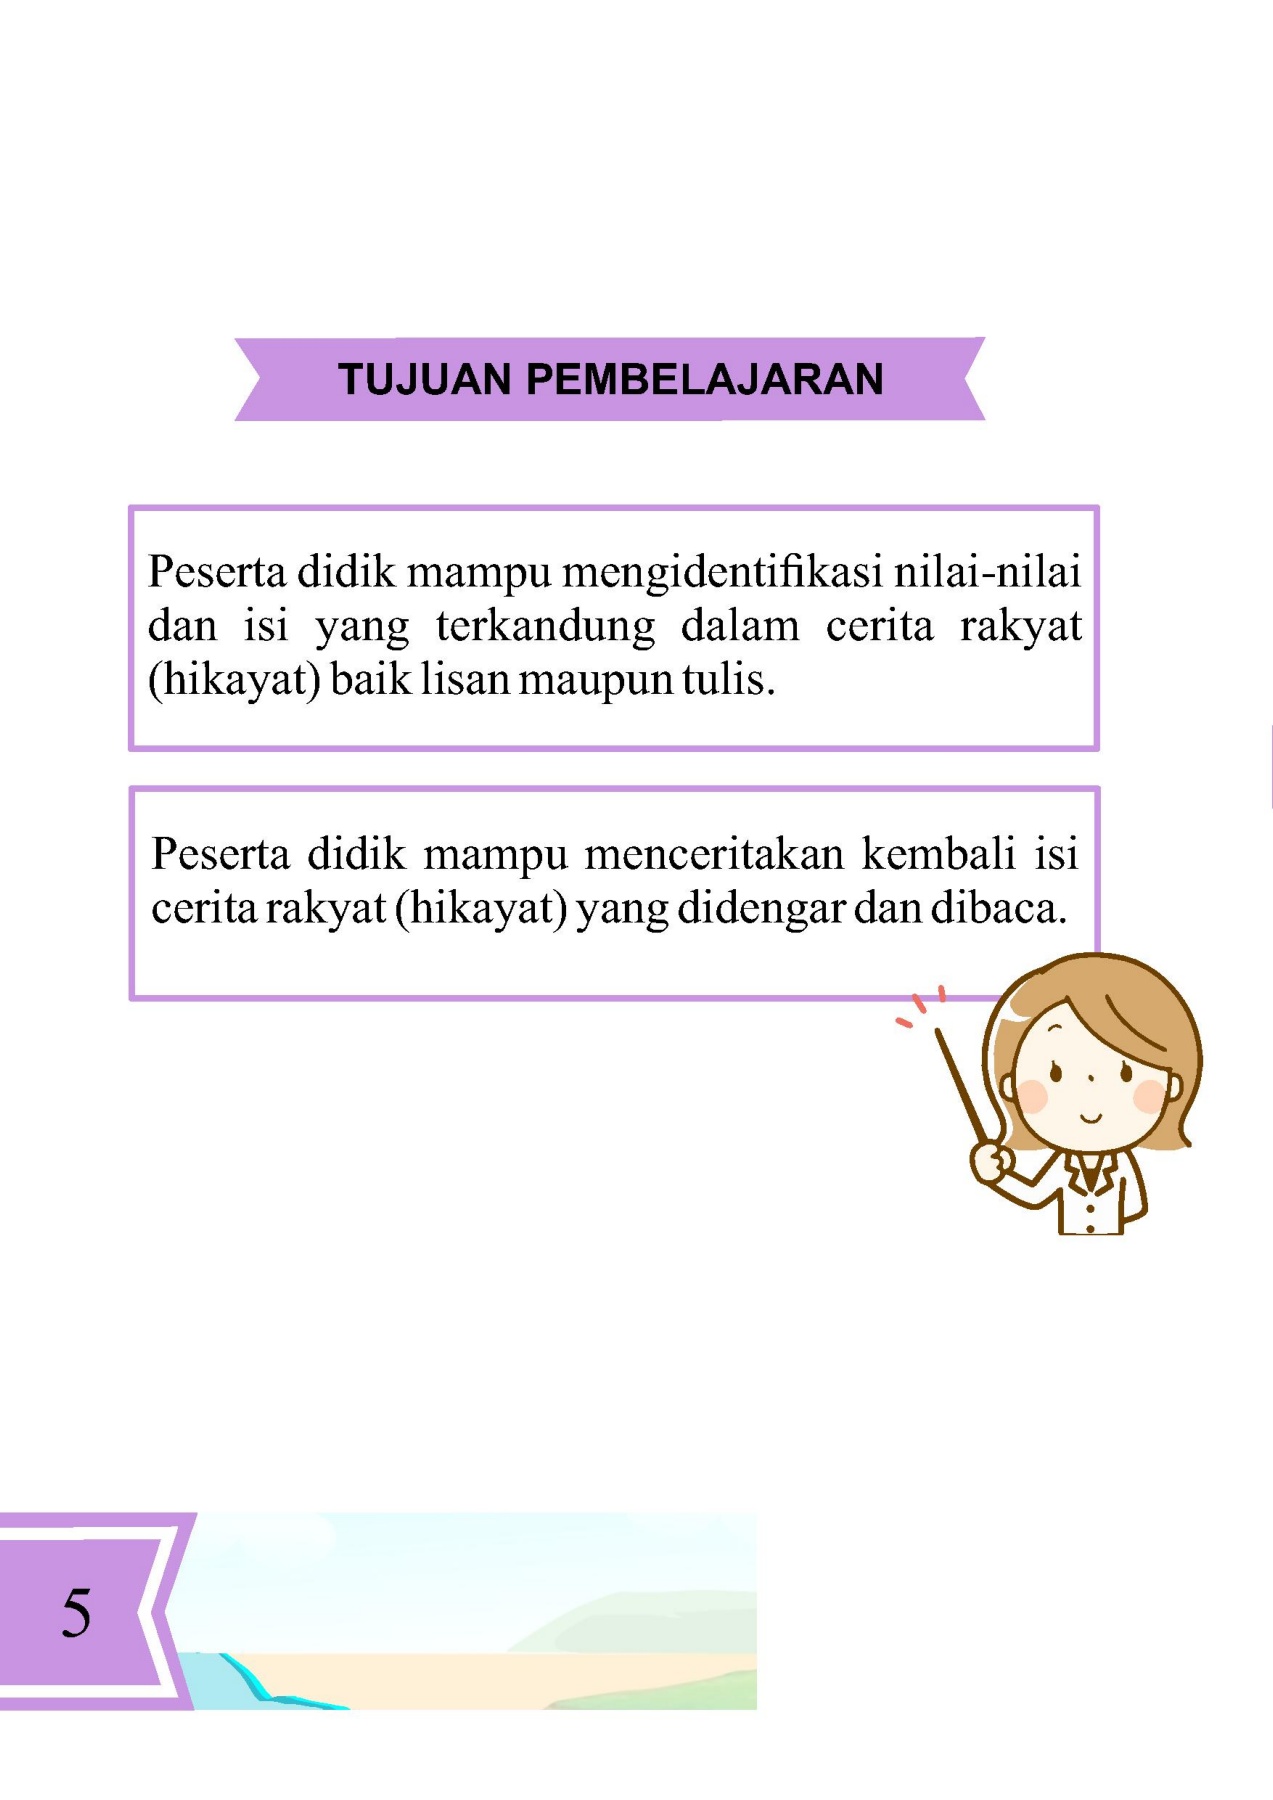 TUJUAN PEMBELAJARAN
Peserta didik mampu mengidentifikasi nilai-nilai
dan isi yang terkandung dalam cerita rakyat
(hikayat) baik lisan maupun tulis.
Peserta didik mampu menceritakan kembali isi
cerita rakyat (hikayat) yang didengar dan dibaca.
5